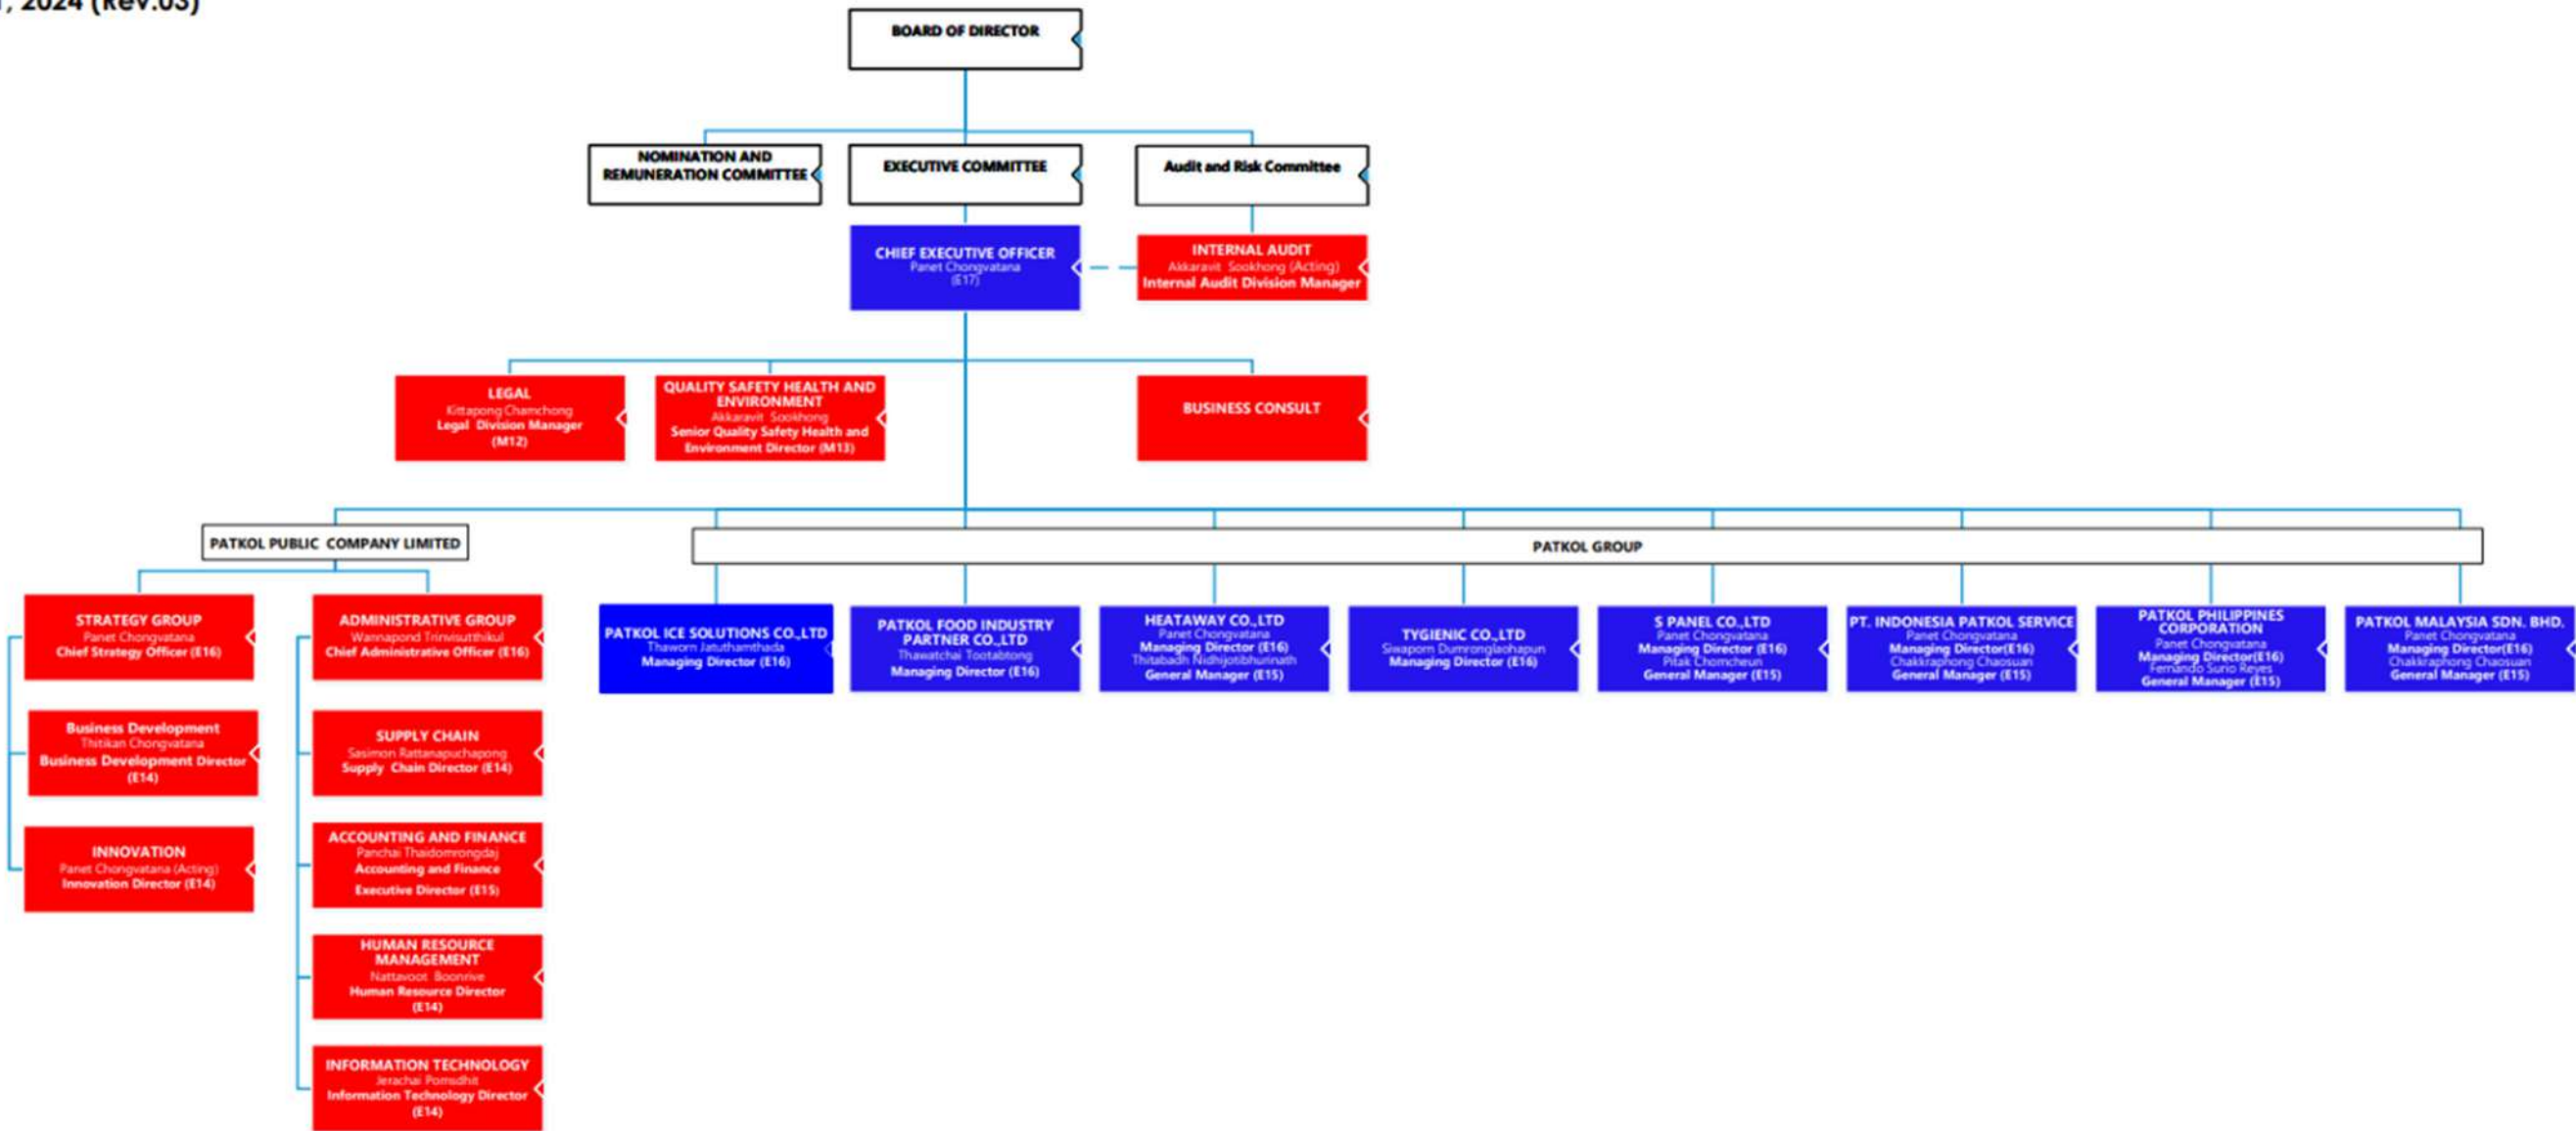 , 2024 (Rev.03)
BOARD OF DIRECTOR
NOMINATION AND
REMUNERATION COMMITTEE
EXECUTIVE COMMITTEE
Audit and Risk Committee
CHIEF EXECUTIVE OFFICER
Panet Chongvatana
(E17)
INTERNAL AUDIT
Akkaravit Sookhong (Acting)
Internal Audit Division Manager
LEGAL
Kittapong Chamchong
Legal Division Manager
(M12)
QUALITY SAFETY HEALTH AND
ENVIRONMENT
Akkaravit Sookhong
Senior Quality Safety Health and
Environment Director (M13)
BUSINESS CONSULT
PATKOL PUBLIC COMPANY LIMITED
PATKOL GROUP
STRATEGY GROUP
Panet Chongvatana
Chief Strategy Officer (E16)
Business Development
Thitikan Chongvatana
Business Development Director
(E14)
INNOVATION
Panet Chongvatana (Acting)
Innovation Director (E14)
ADMINISTRATIVE GROUP
Wannapond Trinvisutthikul
Chief Administrative Officer (E16)
SUPPLY CHAIN
Sasimon Rattanapuchapong
Supply Chain Director (E14)
ACCOUNTING AND FINANCE
Panchai Thaidomrongdaj
Accounting and Finance
Executive Director (E15)
HUMAN RESOURCE
MANAGEMENT
Nattavoot Boonrive
Human Resource Director
(E14)
INFORMATION TECHNOLOGY
Jerachai Pornsdhit
Information Technology Director
(E14)
PATKOL ICE SOLUTIONS CO.,LTD
Thaworn Jatuthamthada
Managing Director (E16)
PATKOL FOOD INDUSTRY
PARTNER CO.,LTD
Thawatchai Tootabtong
Managing Director (E16)
HEATAWAY CO.,LTD
Panet Chongvatana
Managing Director (E16)
Thitabadh Nidhijotibhurinath
General Manager (E15)
TYGIENIC CO.,LTD
Siwaporn Dumronglaohapun
Managing Director (E16)
S PANEL CO.,LTD
Panet Chongvatana
Managing Director (E16)
Pitak Chomcheun
General Manager (E15)
PT. INDONESIA PATKOL SERVICE
Panet Chongvatana
Managing Director(E16)
Chakkraphong Chaosuan
General Manager (E15)
PATKOL PHILIPPINES
CORPORATION
Panet Chongvatana
Managing Director(E16)
Fernando Surio Reyes
General Manager (E15)
PATKOL MALAYSIA SDN. BHD.
Panet Chongvatana
Managing Director(E16)
Chakkraphong Chaosuan
General Manager (E15)